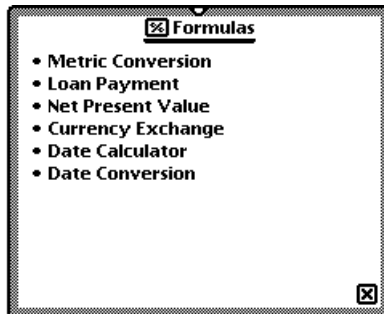 Formulas
• Metric Conversion
• Loan Payment
• Net Present Value
• Currency Exchange
• Date Calculator
• Date Conversion